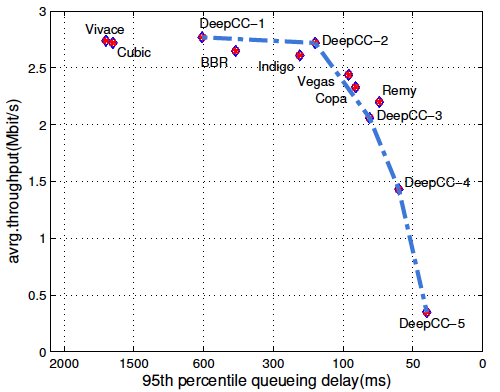 3
2.5
2
1.5
1
0.5
0
avrg.throughput(Mbit/s)
Vivace
Cubic
DeepCC−1
BBR
Indigo
DeepCC−2
Vegas
Copa
Remy
DeepCC−3
DeepCC−4
DeepCC−5
2000 1500 600 300 100 50 0
95th percentile queueing delay(ms)